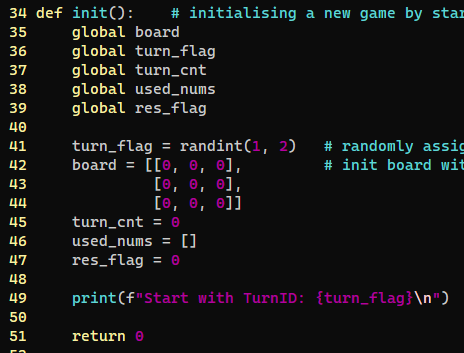 34 def init():    # initialising a new game by
35     global board
36     global turn_flag
37     global turn_cnt
38     global used_nums
39     global res_flag
40
41     turn_flag = randint(1, 2)   # randomly
42     board = [[0, 0, 0],         # init board
43              [0, 0, 0],
44              [0, 0, 0]]
45     turn_cnt = 0
46     used_nums = []
47     res_flag = 0
48
49     print(f"Start with TurnID: {turn_flag}\n")
50
51     return 0